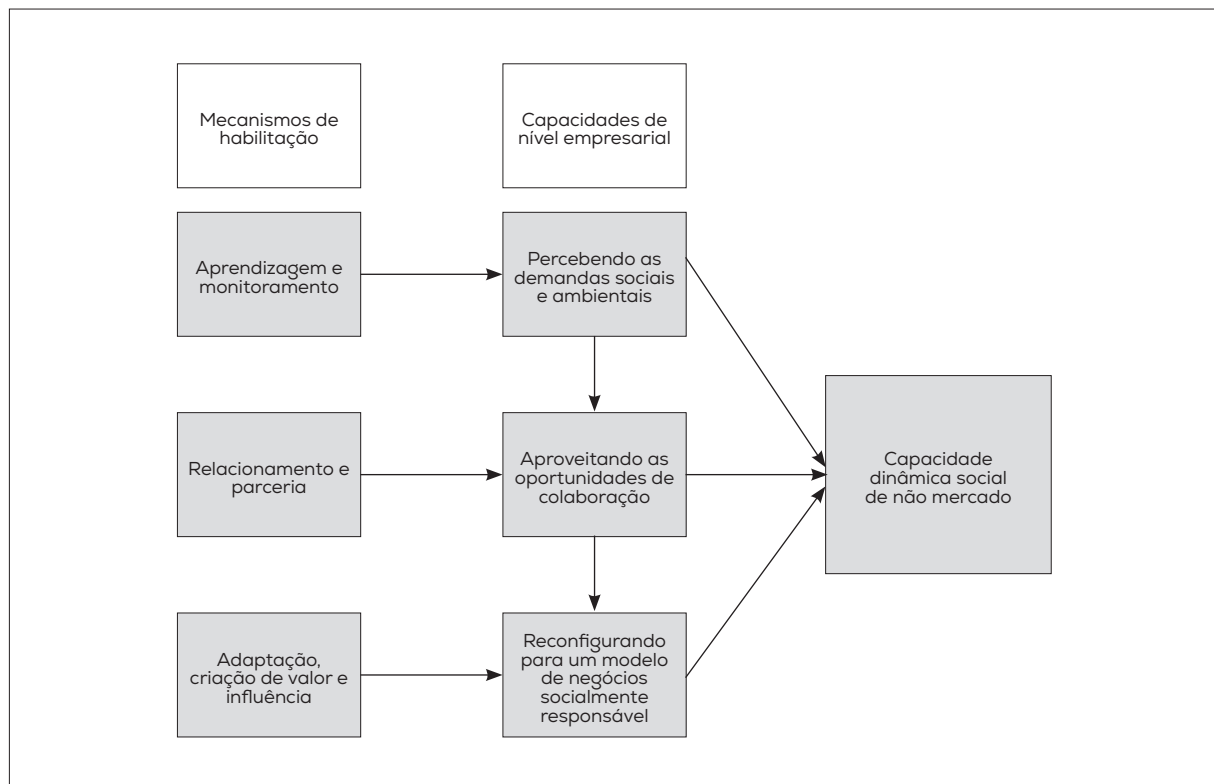 Mecanismos de
habilitação
Capacidades de
nível empresarial
Aprendizagem e
monitoramento
Percebendo as
demandas sociais
e ambientais
Relacionamento e
parceria
Aproveitando as
oportunidades de
colaboração
Capacidade
dinâmica social
de não mercado
Adaptação,
criação de valor e
influência
Reconfigurando
para um modelo
de negócios
socialmente
responsável